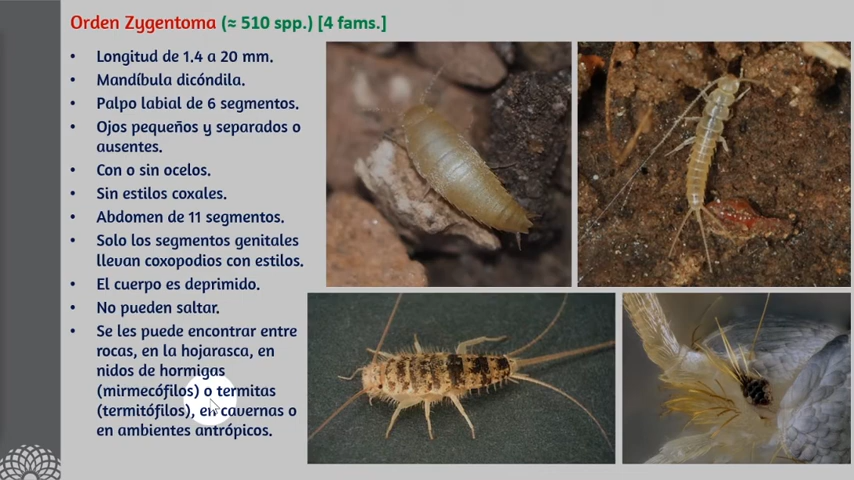 Orden Zygentoma (≈ 510 spp.) [4 fams.]
• Longitud de 1.4 a 20 mm.
• Mandíbula dicóndila.
• Palpo labial de 6 segmentos.
• Ojos pequeños y separados o
ausentes.
• Con o sin ocelos.
• Sin estilos coxales.
• Abdomen de 11 segmentos.
• Solo los segmentos genitales
llevan coxopodios con estilos.
• El cuerpo es deprimido.
• No pueden saltar.
• Se les puede encontrar entre
rocas, en la hojarasca, en
nidos de hormigas
(mirmecófilos) o termitas
(termitófilos), en cavernas o
en ambientes antrópicos.